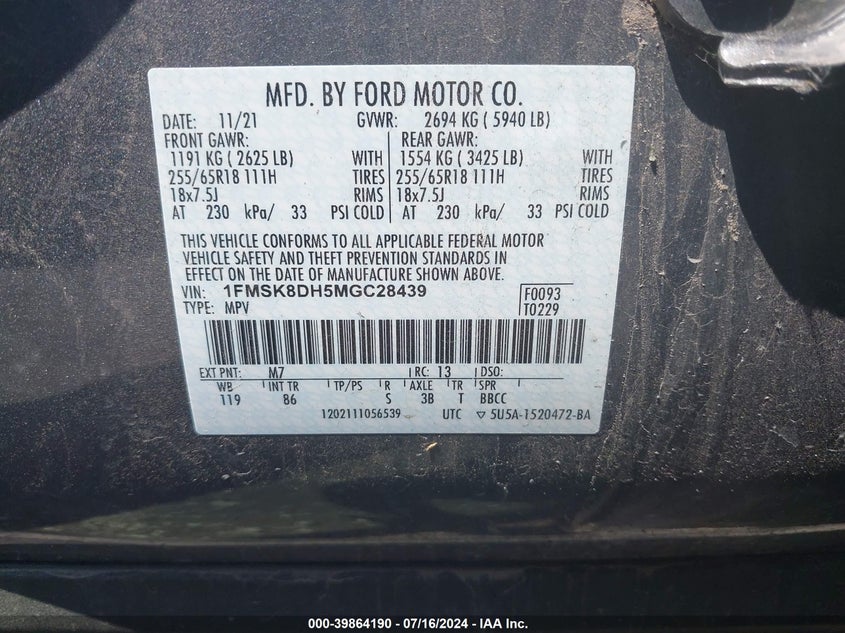 MFD. BY FORD MOTOR CO.
DATE: 11/21 GVWR: 2694 KG ( 5940 LB)
FRONT GAWR: REAR GAWR:
1191 KG ( 2625 LB) WITH 1554 KG ( 3425 LB) WITH
255/65R18 111H TIRES 255/65R18 111H TIRES
18x7.5J RIMS 18x7.5J RIMS
AT 230 kPa/ 33 PSI COLD AT 230 kPa/ 33 PSI COLD
THIS VEHICLE CONFORMS TO ALL APPLICABLE FEDERAL MOTOR
VEHICLE SAFETY AND THEFT PREVENTION STANDARDS IN
EFFECT ON THE DATE OF MANUFACTURE SHOWN ABOVE.
VIN: 1FMSK8DH5MGC28439 F0093
TYPE: MPV T0229
EXT PNT: M7 RC: 13 DSO:
WB INT TR TP/PS R AXLE TR SPR
119 86 S 3B T BBCC
1202111056539 UTC ▽ 5U5A-1520472-BA
000-39864190 - 07/16/2024 - IAA Inc.